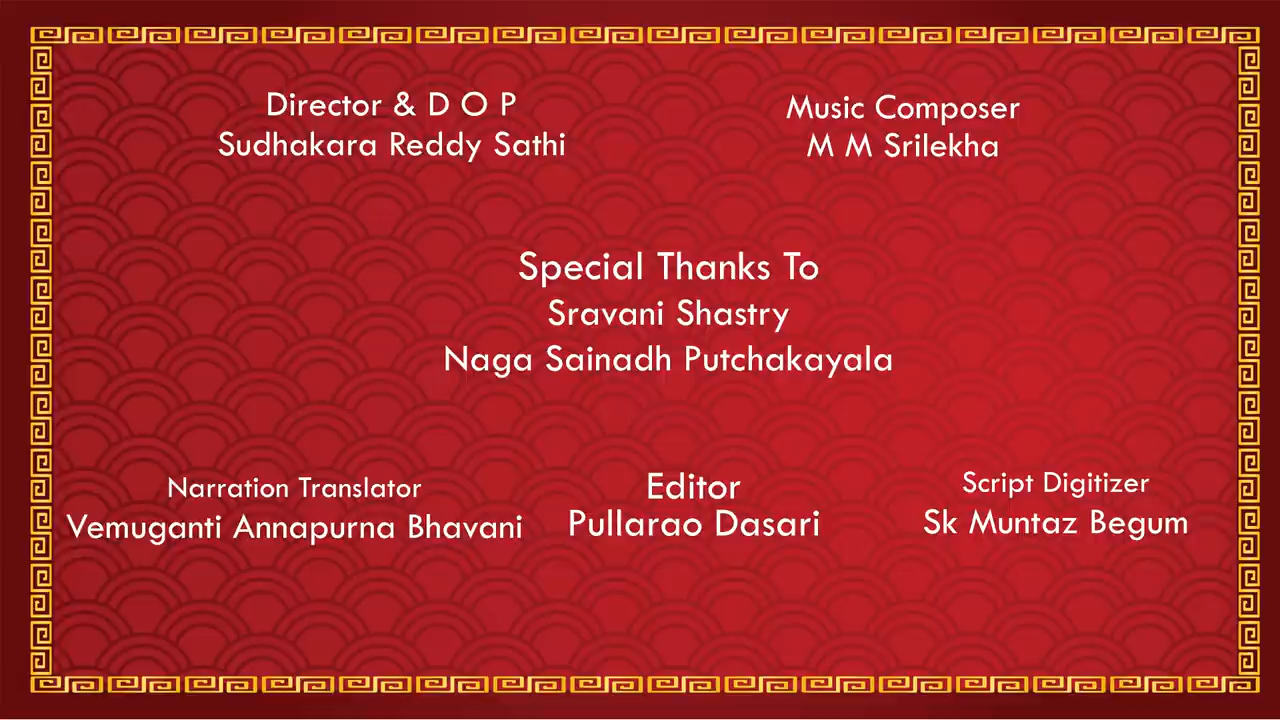 Director & D O P
Sudhakara Reddy Sathi
Music Composer
M M Srilekha
Special Thanks To
Sravani Shastry
Naga Sainadh Putchakayala
Narration Translator
Vemuganti Annapurna Bhavani
Editor
Pullarao Dasari
Script Digitizer
Sk Muntaz Begum